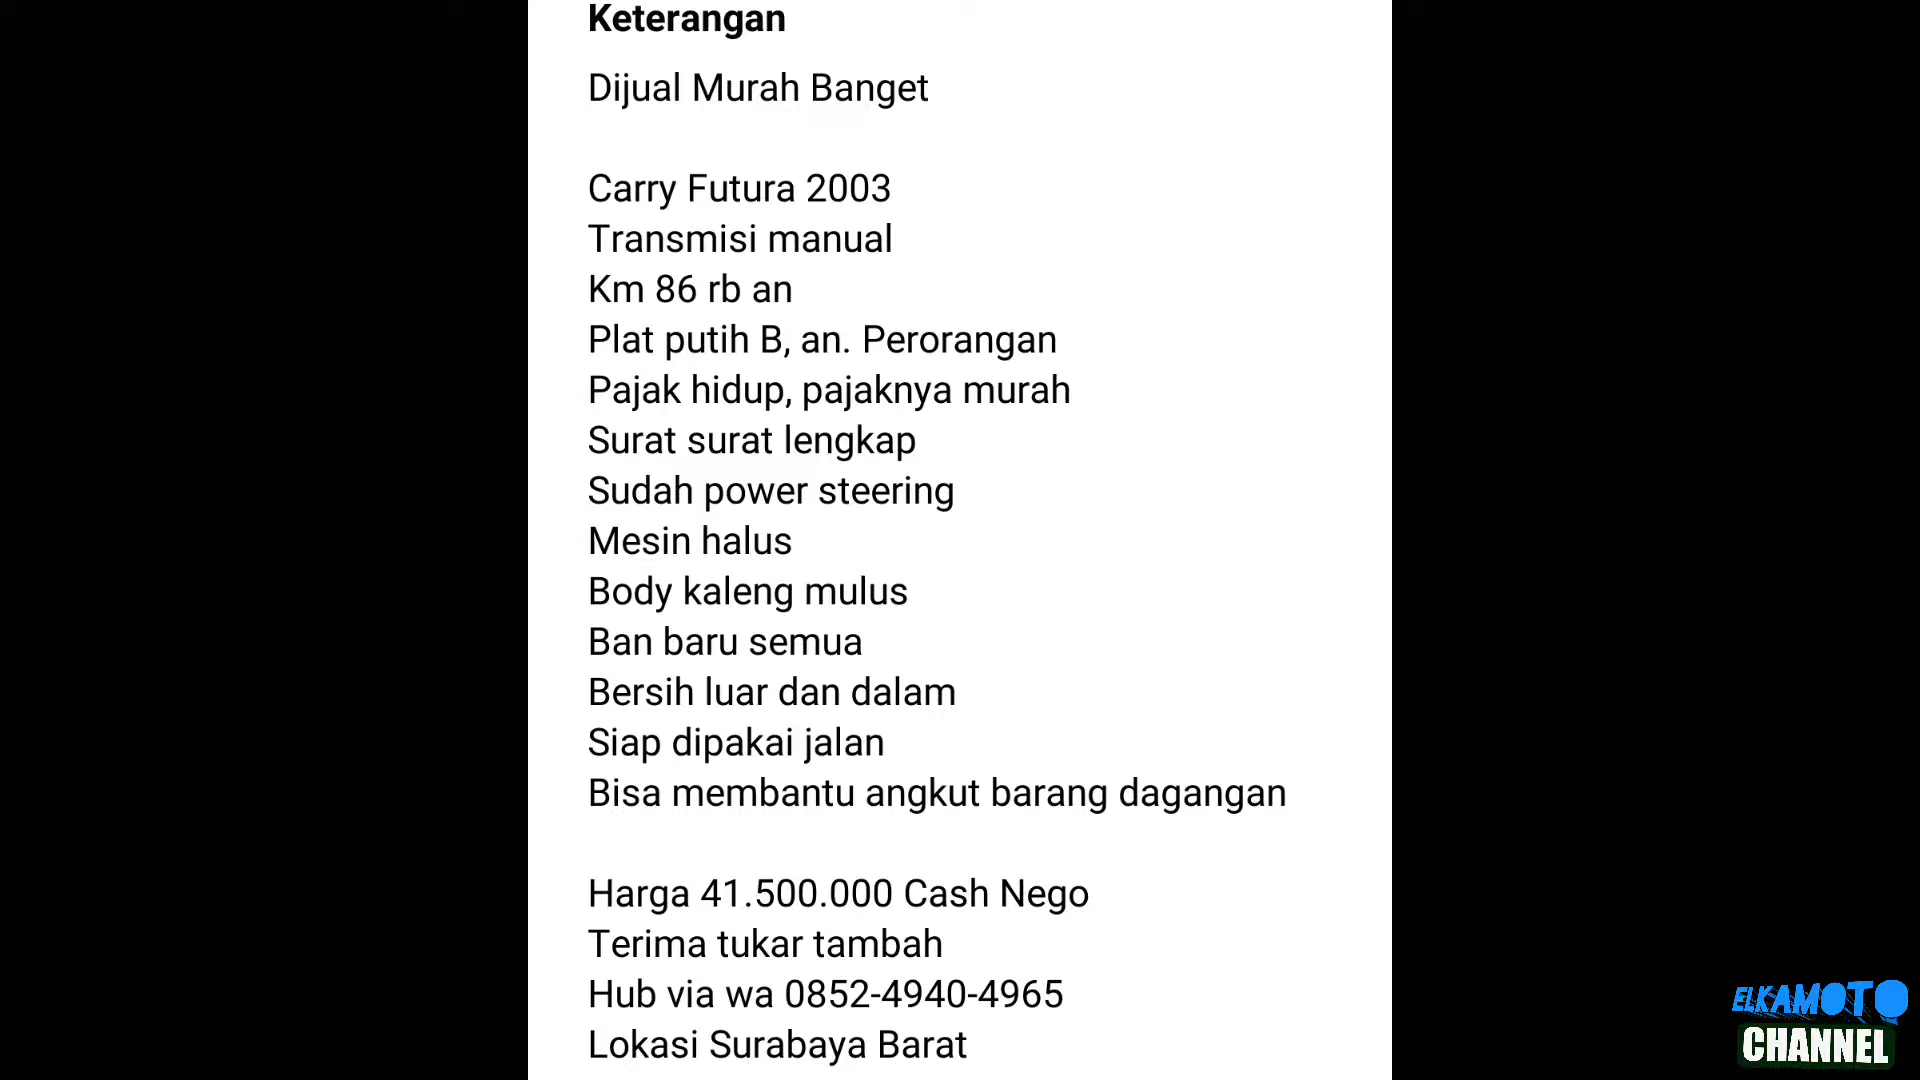 Keterangan
Dijual Murah Banget
Carry Futura 2003
Transmisi manual
Km 86 rb an
Plat putih B, an. Perorangan
Pajak hidup, pajaknya murah
Surat surat lengkap
Sudah power steering
Mesin halus
Body kaleng mulus
Ban baru semua
Bersih luar dan dalam
Siap dipakai jalan
Bisa membantu angkut barang dagangan
Harga 41.500.000 Cash Nego
Terima tukar tambah
Hub via wa 0852-4940-4965
Lokasi Surabaya Barat
ELKAMOTO
CHANNEL